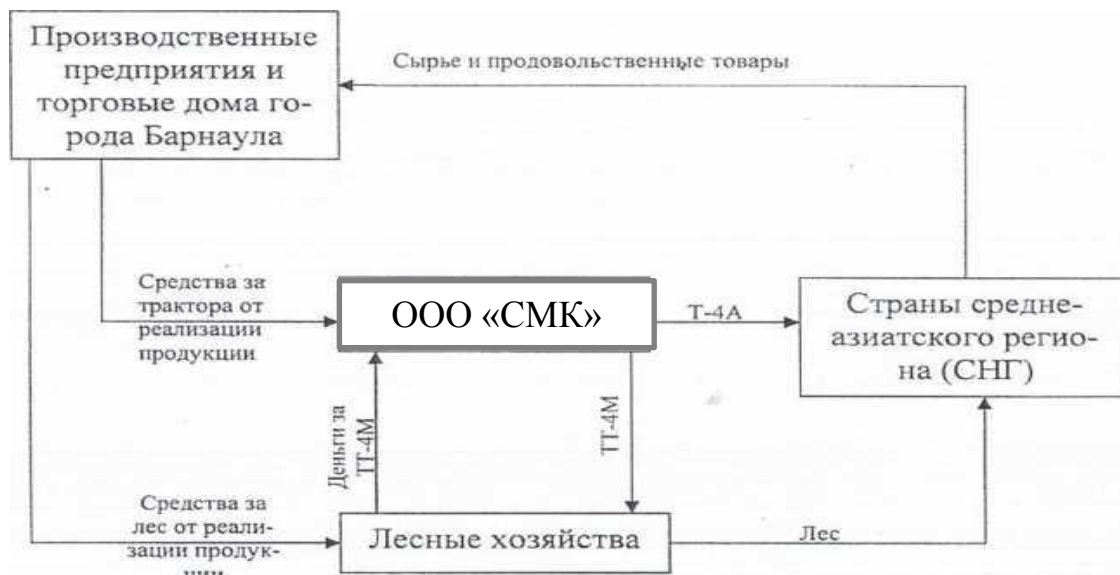 Производственные
предприятия и
торговые дома го-
рода Барнаула
Сырье и продовольственные товары
Средства за
трактора от
реализации
продукции
ООО «СМК»
Т-4А
Страны средне-
азиатского регио-
на (СНГ)
Деньги за
ТТ-4М
ТТ-4М
Средства за
лес от реали-
зации продук-
ции
Лесные хозяйства
Лес